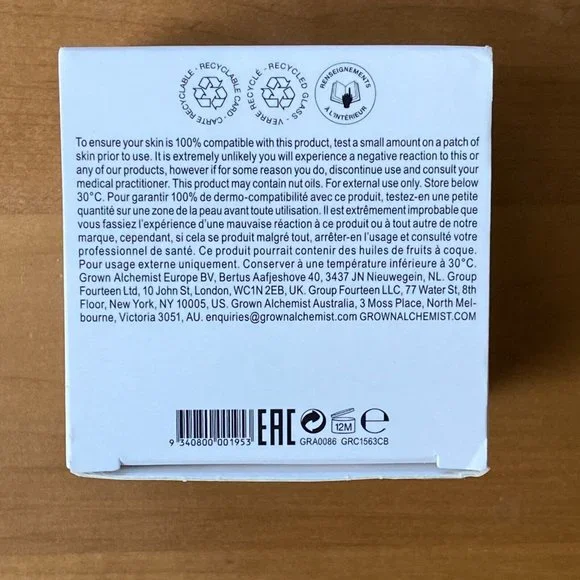 RECYCLABLE CARD - CARTE RECYCLABLE -
RECYCLED GLASS - VERRE RECYCLÉ -
RENSEIGNEMENTS À L'INTÉRIEUR
To ensure your skin is 100% compatible with this product, test a small amount on a patch of
skin prior to use. It is extremely unlikely you will experience a negative reaction to this or
any of our products, however if for some reason you do, discontinue use and consult your
medical practitioner. This product may contain nut oils. For external use only. Store below
30°C. Pour garantir 100% de dermo-compatibilité avec ce produit, testez-en une petite
quantité sur une zone de la peau avant toute utilisation. Il est extrêmement improbable que
vous fassiez l'expérience d'une mauvaise réaction à ce produit ou à tout autre de notre
marque, cependant, si cela se produit malgré tout, arrêter-en l'usage et consulté votre
professionnel de santé. Ce produit pourrait contenir des huiles de fruits à coque.
Pour usage externe uniquement. Conserver à une température inférieure à 30°C.
Grown Alchemist Europe BV, Bertus Aafjeshove 40, 3437 JN Nieuwegein, NL. Group
Fourteen Ltd, 10 John St, London, WC1N 2EB, UK. Group Fourteen LLC, 77 Water St, 8th
Floor, New York, NY 10005, US. Grown Alchemist Australia, 3 Moss Place, North Mel-
bourne, Victoria 3051, AU. enquiries@grownalchemist.com GROWNALCHEMIST.COM
EAC 12M e
9 340800 001953 GRA0086 GRC1563CB